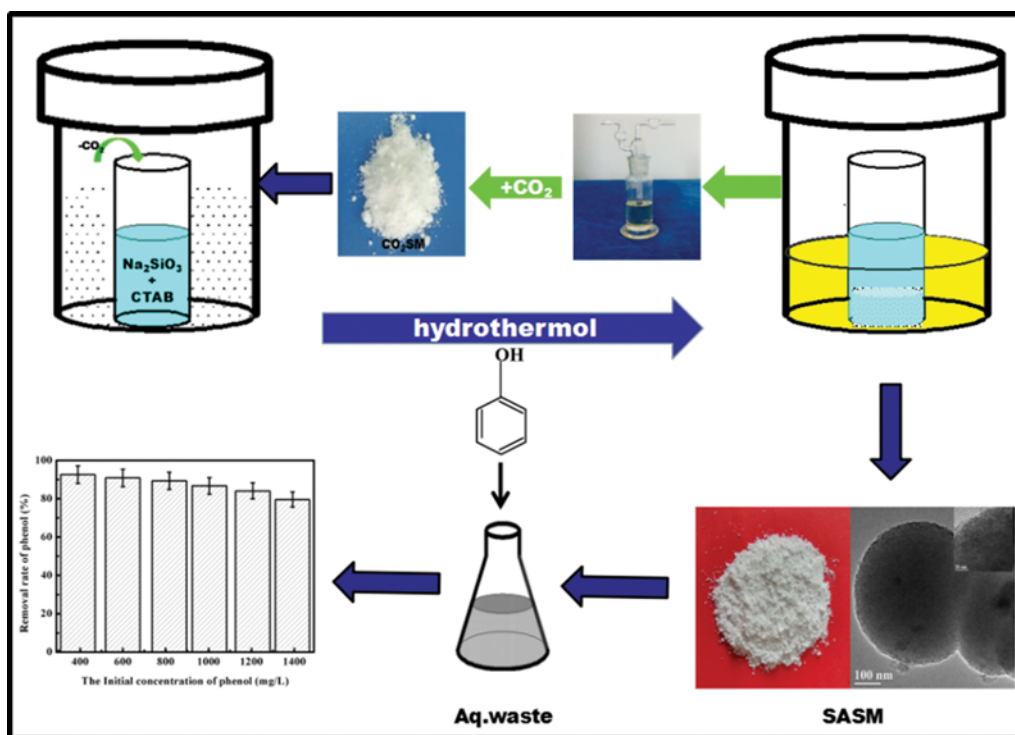 -CO₂
Na₂SiO₃
+
CTAB
CO₂SM
+CO₂
hydrothermol
OH
Removal rate of phenol (%)
100
80
60
40
20
0
400 600 800 1000 1200 1400
The Initial concentration of phenol (mg/L)
Aq.waste
100 nm
SASM